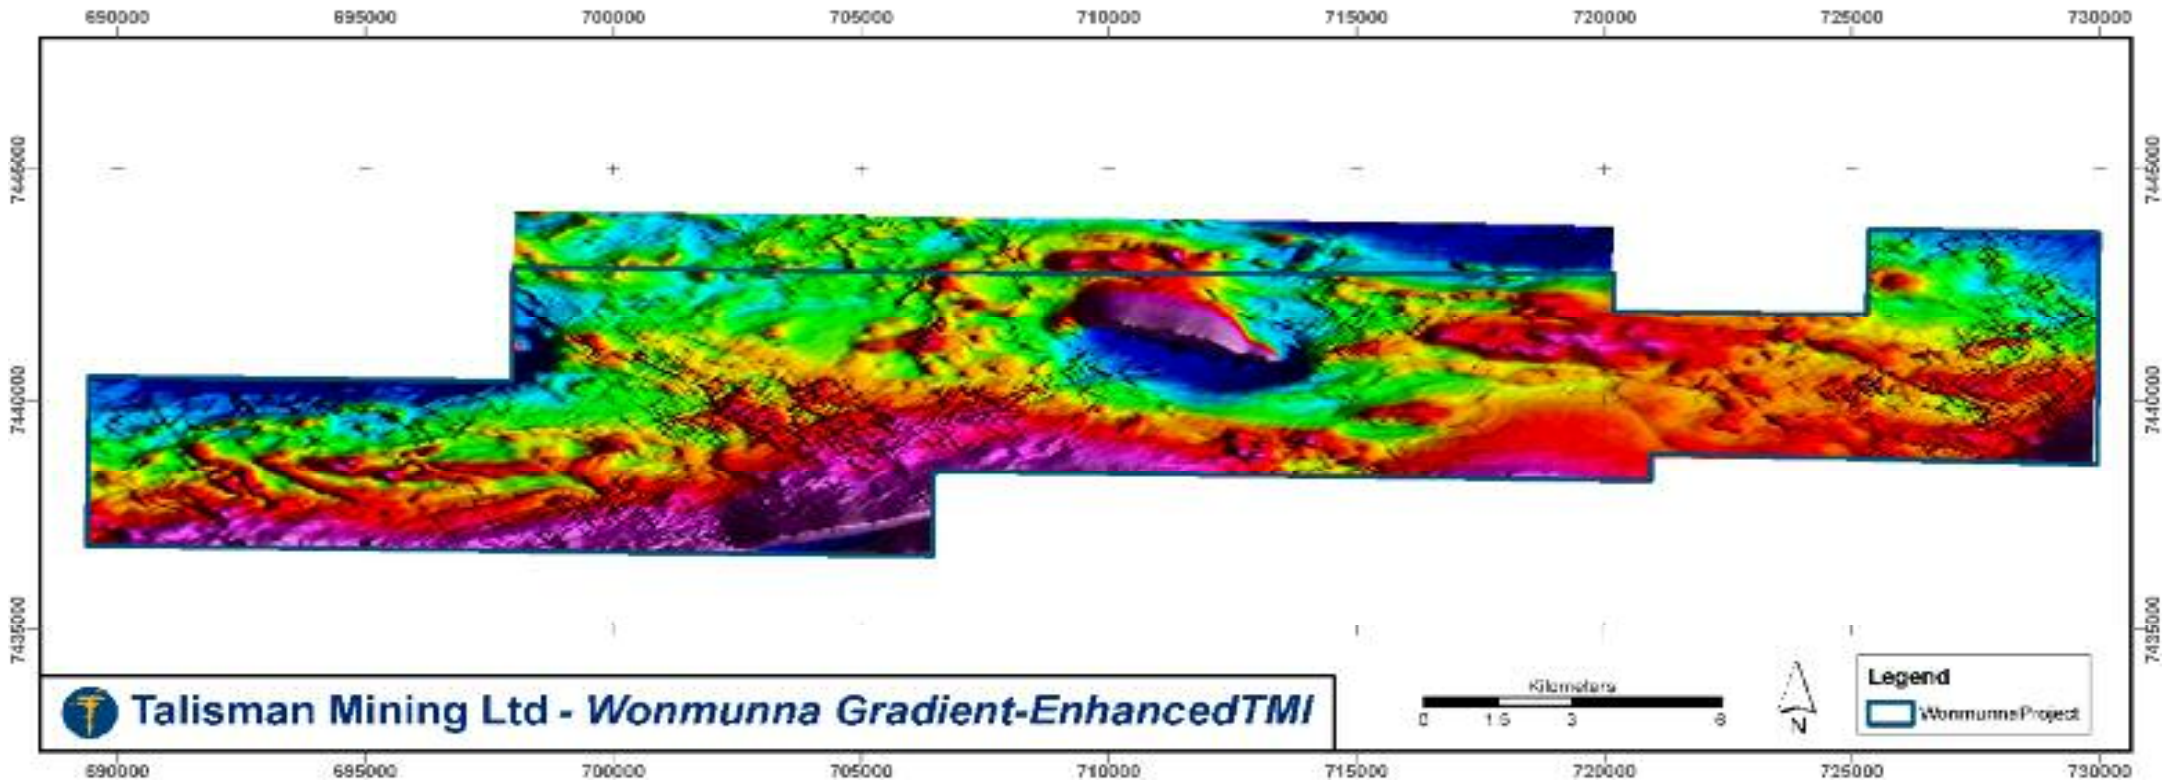 690000 695000 700000 705000 710000 715000 720000 725000 730000
7445000 7445000
7440000 7440000
7435000 7435000
Talisman Mining Ltd - Wonmunna Gradient-EnhancedTMI
Kilometers
0 1.5 3 6
N
Legend
WonmunnaProject
690000 695000 700000 705000 710000 715000 720000 725000 730000